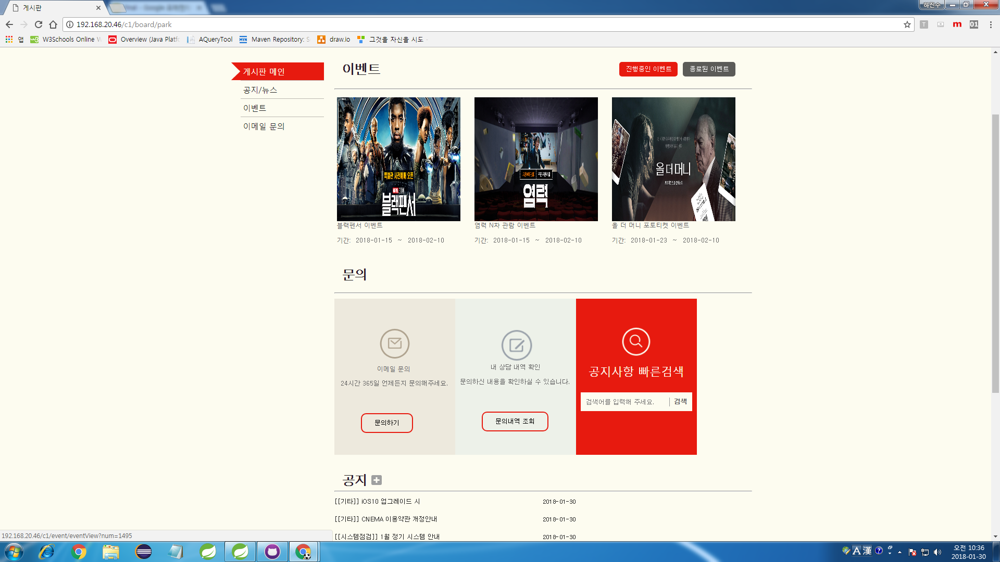 게시판
하진수
192.168.20.46/c1/board/park
앱
W3Schools Online W
Overview (Java Platfo
AQueryTool
Maven Repository: S
draw.io
그것을 자신을 시도 -
게시판 메인
공지/뉴스
이벤트
이메일 문의
이벤트
진행중인 이벤트
종료된 이벤트
특별관 사전예매 오픈
블랙팬서
염력
올 더 머니
블랙펜서 이벤트
염력 N차 관람 이벤트
올 더 머니 포토티켓 이벤트
기간: 2018-01-15 ~ 2018-02-10
기간: 2018-01-15 ~ 2018-02-10
기간: 2018-01-23 ~ 2018-02-10
문의
이메일 문의
24시간 365일 언제든지 문의해주세요.
문의하기
내 상담 내역 확인
문의하신 내용을 확인하실 수 있습니다.
문의내역 조회
공지사항 빠른검색
검색어를 입력해 주세요.
검색
공지
[[기타]] iOS10 업그레이드 시
2018-01-30
[[기타]] CNEMA 이용약관 개정안내
2018-01-30
[[시스템점검]] 1월 정기 시스템 안내
2018-01-30
192.168.20.46/c1/event/eventView?num=1495
A 漢
오전 10:36
2018-01-30